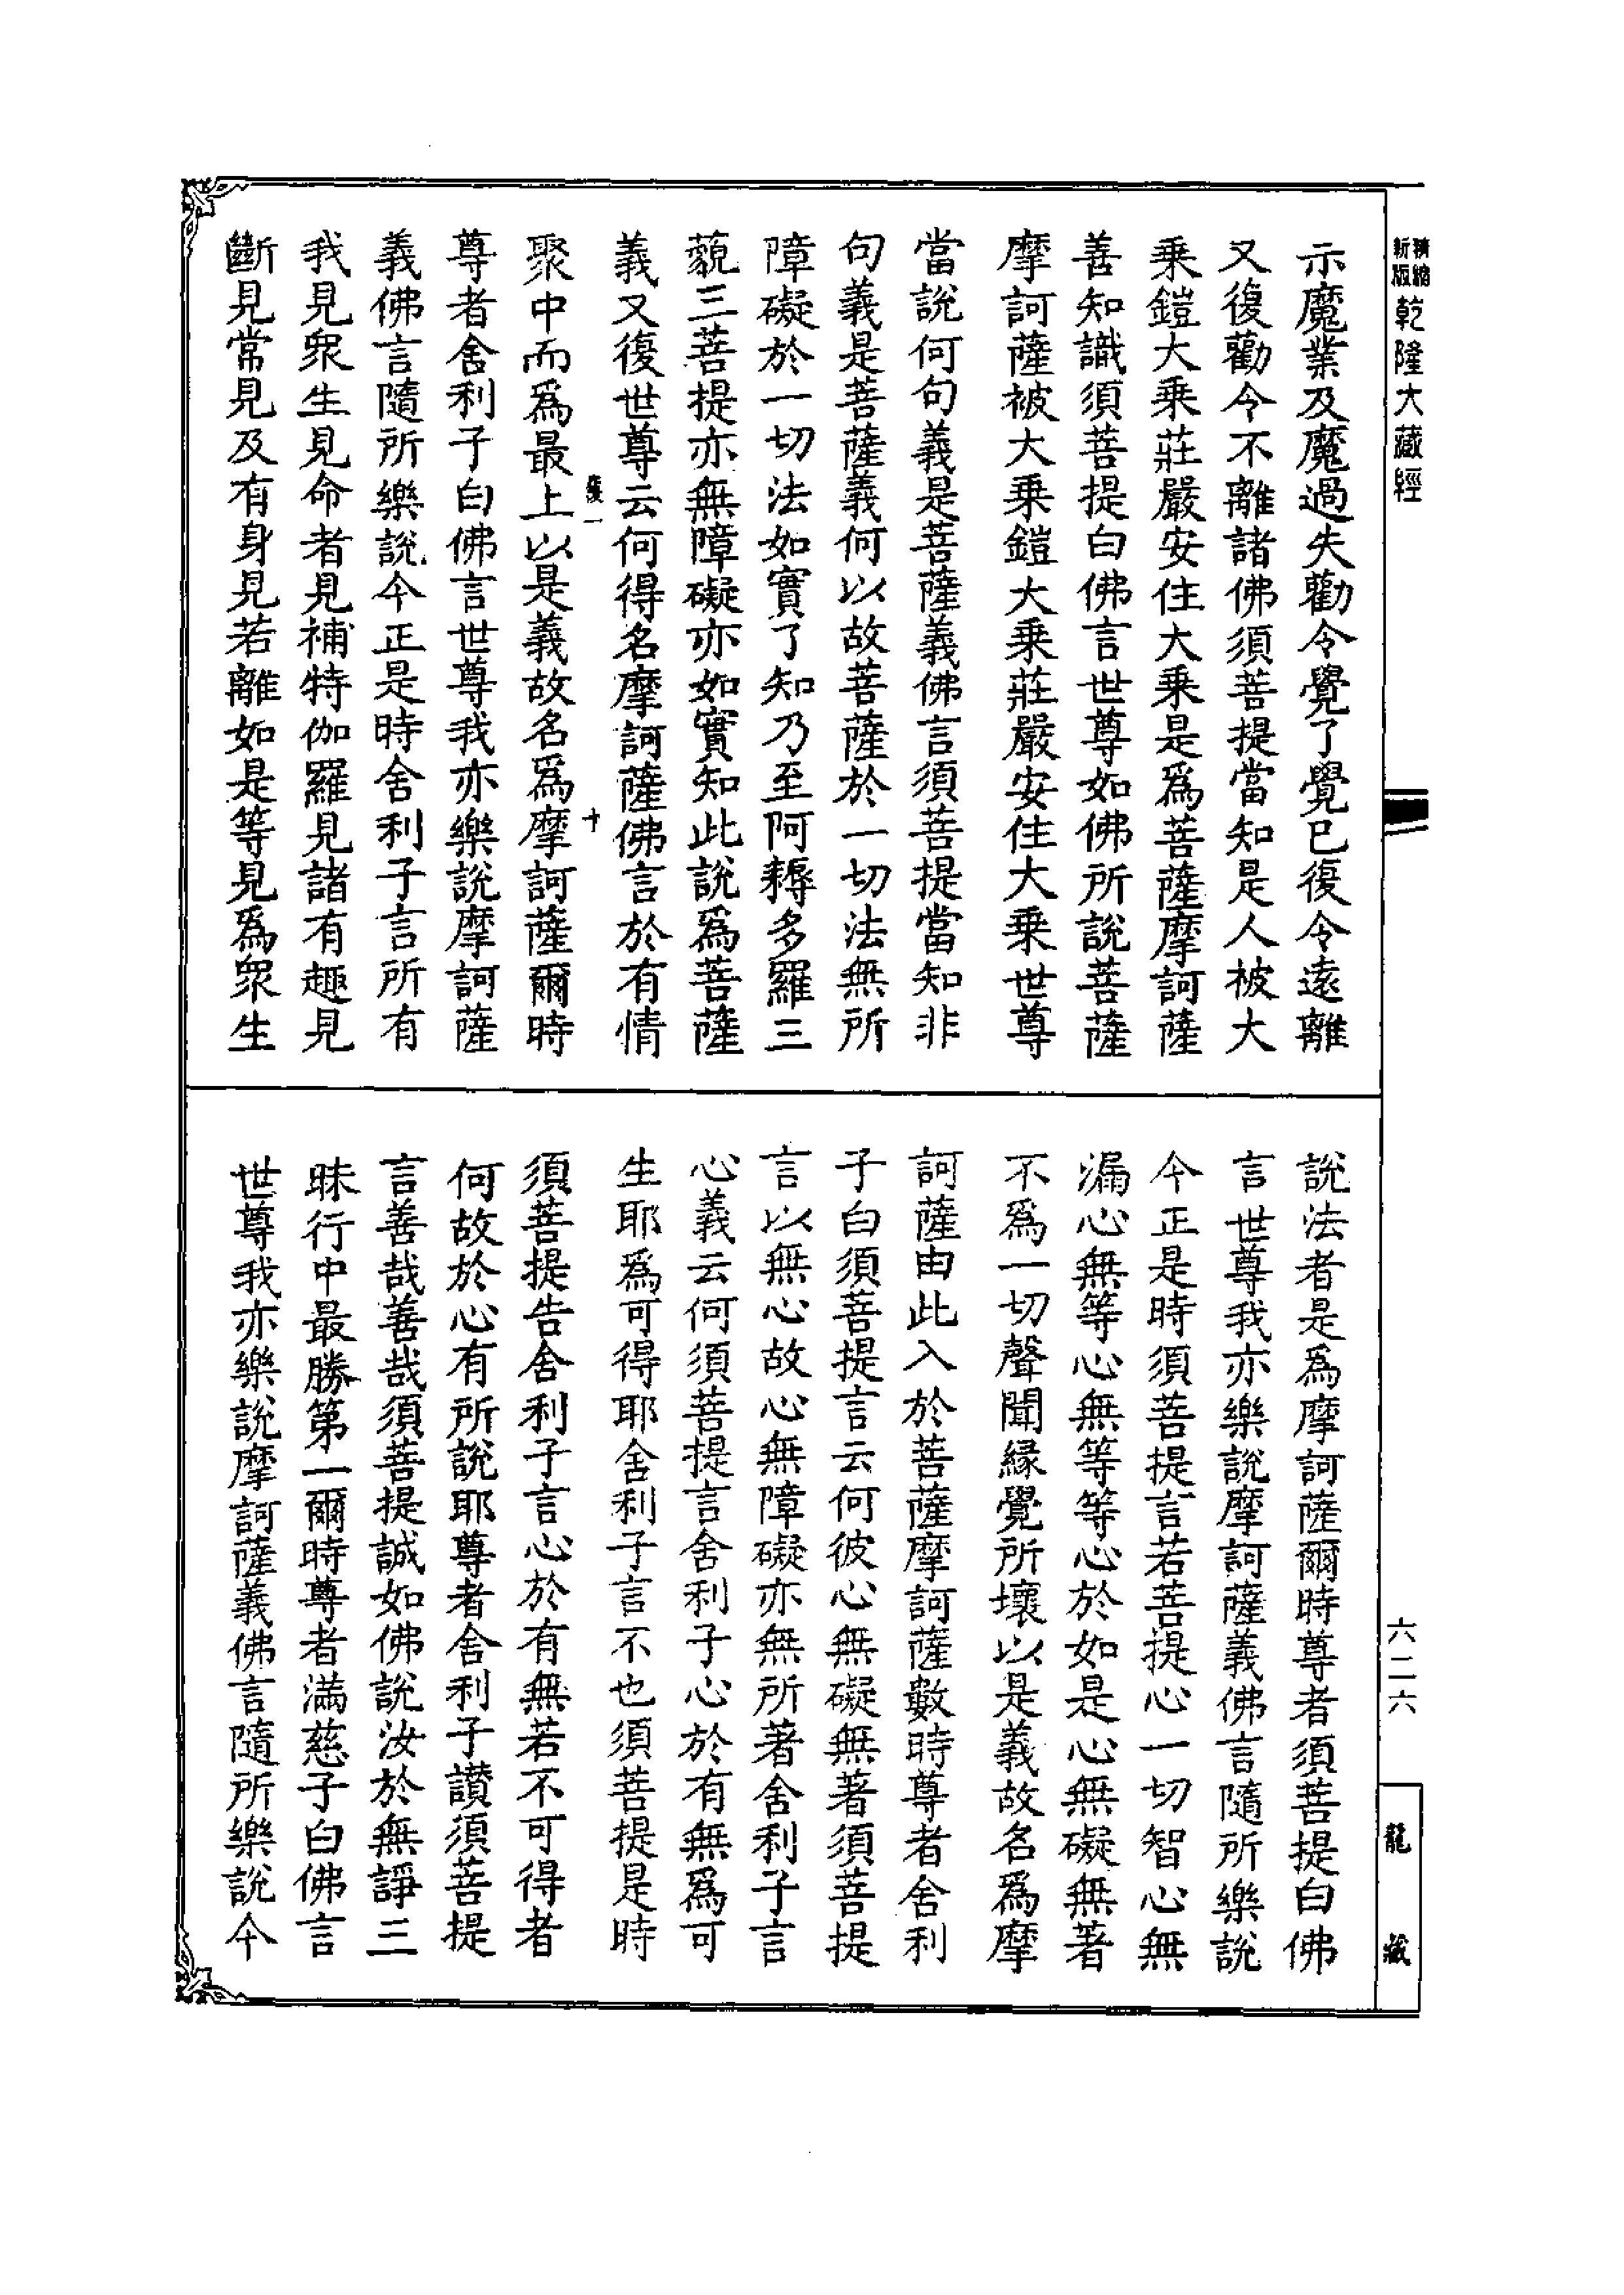 精縮
新版
乾隆大藏經
六二六
龍藏
示魔業及魔過失勸令覺了覺已復令遠離
又復勸令不離諸佛須菩提當知是人被大
乘鎧大乘莊嚴安住大乘是爲菩薩摩訶薩
善知識須菩提白佛言世尊如佛所說菩薩
摩訶薩被大乘鎧大乘莊嚴安住大乘世尊
當說何句義是菩薩義佛言須菩提當知非
句義是菩薩義何以故菩薩於一切法無所
障礙於一切法如實了知乃至阿耨多羅三
藐三菩提亦無障礙亦如實知此說爲菩薩
義又復世尊云何得名摩訶薩佛言於有情
十
聚中而爲最上以是義故名爲摩訶薩爾時
尊者舍利子白佛言世尊我亦樂說摩訶薩
義佛言隨所樂說今正是時舍利子言所有
我見衆生見命者見補特伽羅見諸有趣見
斷見常見及有身見若離如是等見爲衆生
說法者是爲摩訶薩爾時尊者須菩提白佛
言世尊我亦樂說摩訶薩義佛言隨所樂說
今正是時須菩提言若菩提心一切智心無
漏心無等心無等等心於如是心無礙無著
不爲一切聲聞緣覺所壞以是義故名爲摩
訶薩由此入於菩薩摩訶薩數時尊者舍利
子白須菩提言云何彼心無礙無著須菩提
言以無心故心無障礙亦無所著舍利子言
心義云何須菩提言舍利子心於有無爲可
生耶爲可得耶舍利子言不也須菩提是時
須菩提告舍利子言心於有無若不可得者
何故於心有所說耶尊者舍利子讚須菩提
言善哉善哉須菩提誠如佛說汝於無諍三
昧行中最勝第一爾時尊者滿慈子白佛言
世尊我亦樂說摩訶薩義佛言隨所樂說今